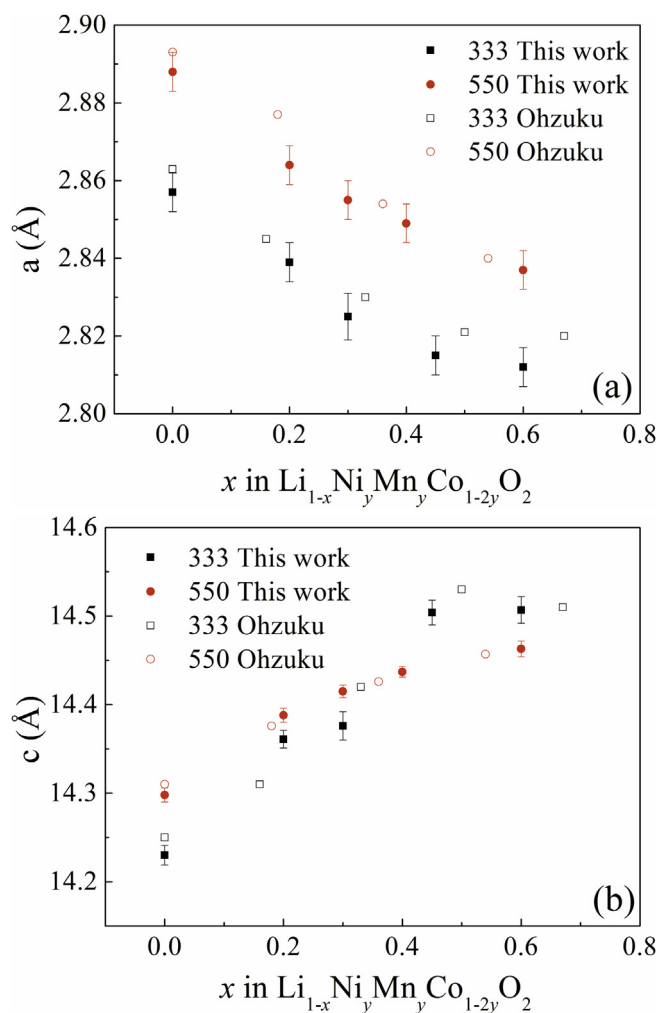 2.90
2.88
2.86
2.84
2.82
2.80
a (Å)
333 This work
550 This work
333 Ohzuku
550 Ohzuku
(a)
0.0 0.2 0.4 0.6 0.8
x in Li1-xNiyMnyCo1-2yO2
14.6
14.5
14.4
14.3
14.2
c (Å)
333 This work
550 This work
333 Ohzuku
550 Ohzuku
(b)
0.0 0.2 0.4 0.6 0.8
x in Li1-xNiyMnyCo1-2yO2